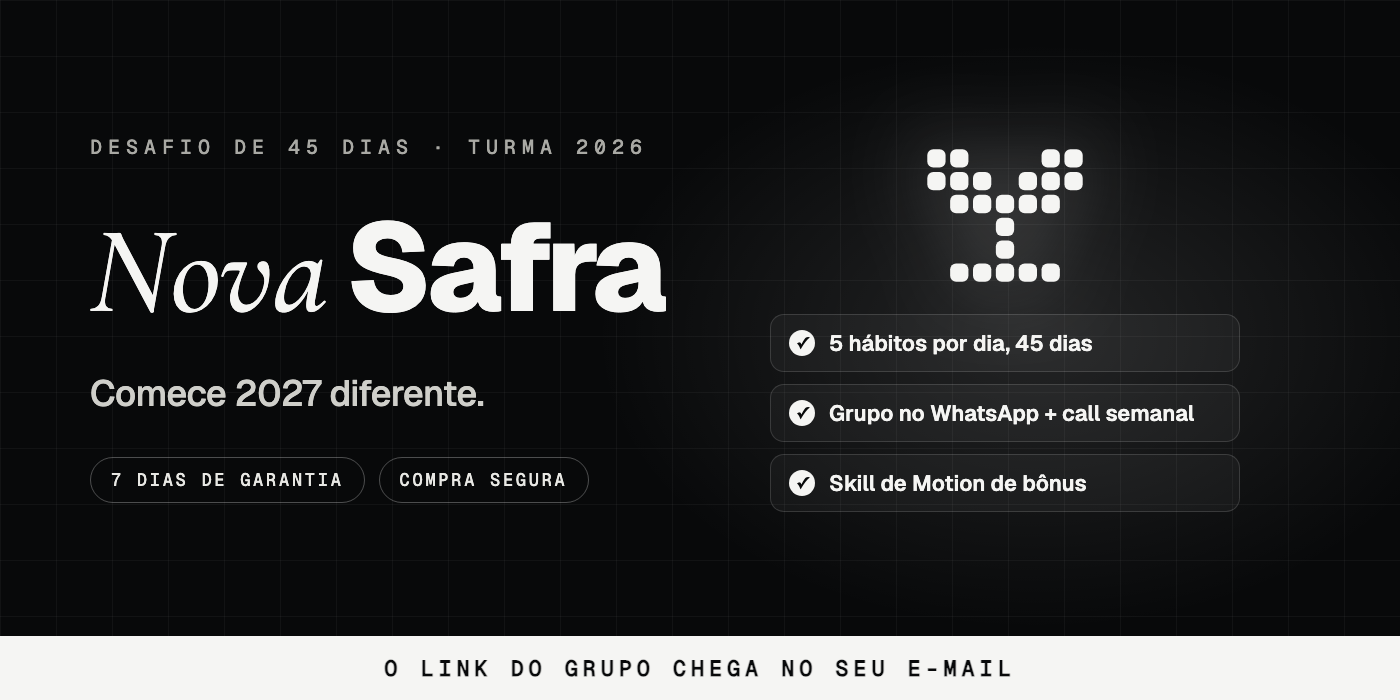 DESAFIO DE 45 DIAS · TURMA 2026
Nova Safra
Comece 2027 diferente.
7 DIAS DE GARANTIA
COMPRA SEGURA
5 hábitos por dia, 45 dias
Grupo no WhatsApp + call semanal
Skill de Motion de bônus
O LINK DO GRUPO CHEGA NO SEU E-MAIL